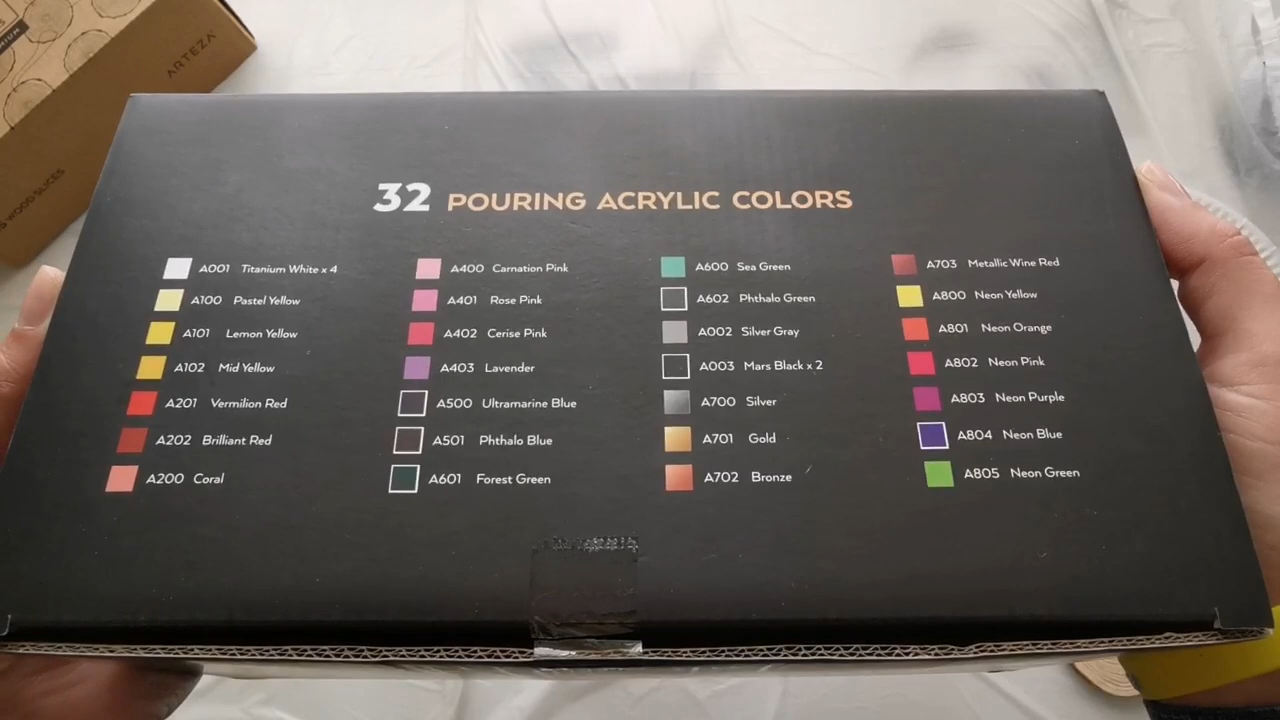 ARTEZA
WOOD SLICES
32 POURING ACRYLIC COLORS
A001 Titanium White x 4
A100 Pastel Yellow
A101 Lemon Yellow
A102 Mid Yellow
A201 Vermilion Red
A202 Brilliant Red
A200 Coral
A400 Carnation Pink
A401 Rose Pink
A402 Cerise Pink
A403 Lavender
A500 Ultramarine Blue
A501 Phthalo Blue
A601 Forest Green
A600 Sea Green
A602 Phthalo Green
A002 Silver Gray
A003 Mars Black x 2
A700 Silver
A701 Gold
A702 Bronze
A703 Metallic Wine Red
A800 Neon Yellow
A801 Neon Orange
A802 Neon Pink
A803 Neon Purple
A804 Neon Blue
A805 Neon Green